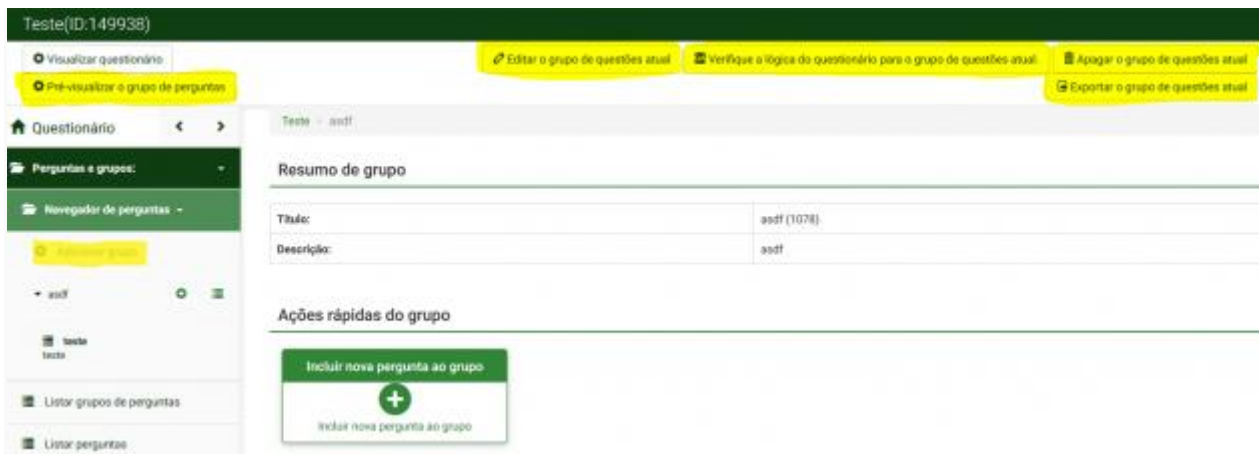 Teste(ID:149938)
Visualizar questionário
Editar o grupo de questões atual
Verifique a lógica do questionário para o grupo de questões atual
Apagar o grupo de questões atual
Pré-visualizar o grupo de perguntas
Exportar o grupo de questões atual
Questionário
Teste asdf
Perguntas e grupos:
Resumo de grupo
Navegador de perguntas
Título: asdf (1078)
Descrição: asdf
asdf
Ações rápidas do grupo
teste
teste
Incluir nova pergunta ao grupo
Incluir nova pergunta ao grupo
Listar grupos de perguntas
Listar perguntas